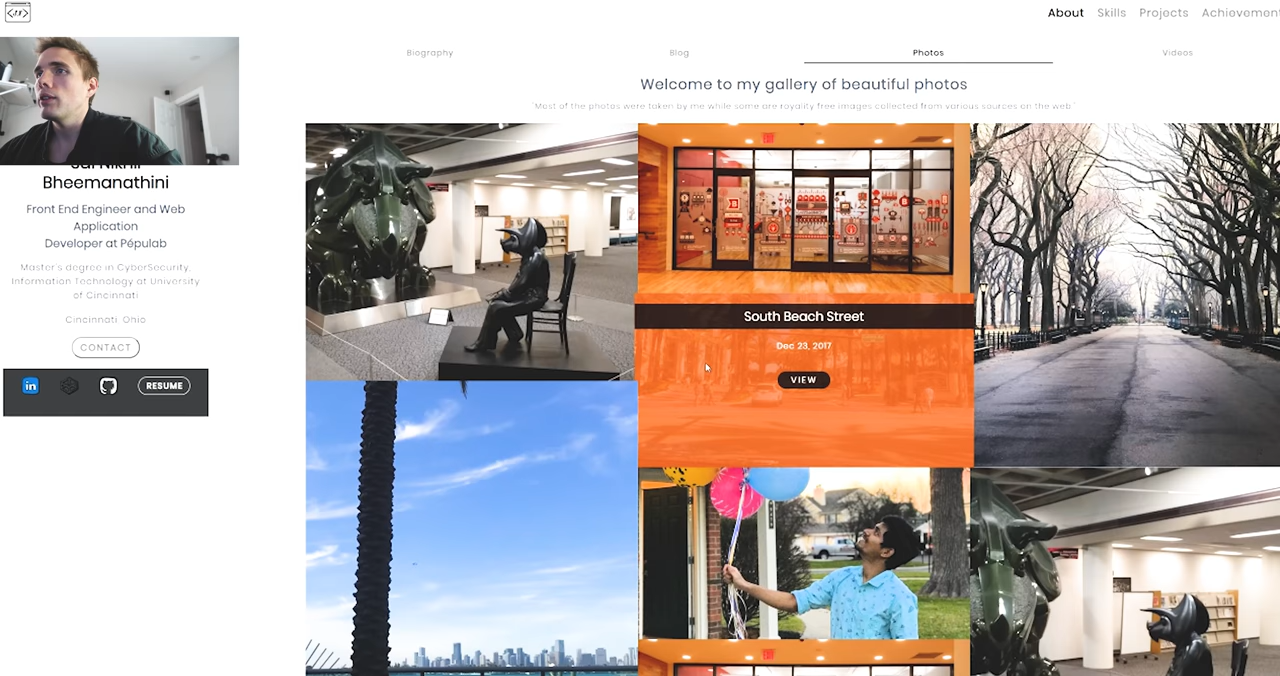 About Skills Projects Achievement
Biography Blog Photos Videos
Welcome to my gallery of beautiful photos
"Most of the photos were taken by me while some are royality free images collected from various sources on the web."
Bheemanathini
Front End Engineer and Web
Application
Developer at Pépulab
Master's degree in CyberSecurity,
Information Technology at University
of Cincinnati
Cincinnati, Ohio
CONTACT
in
RESUME
South Beach Street
Dec 23, 2017
VIEW